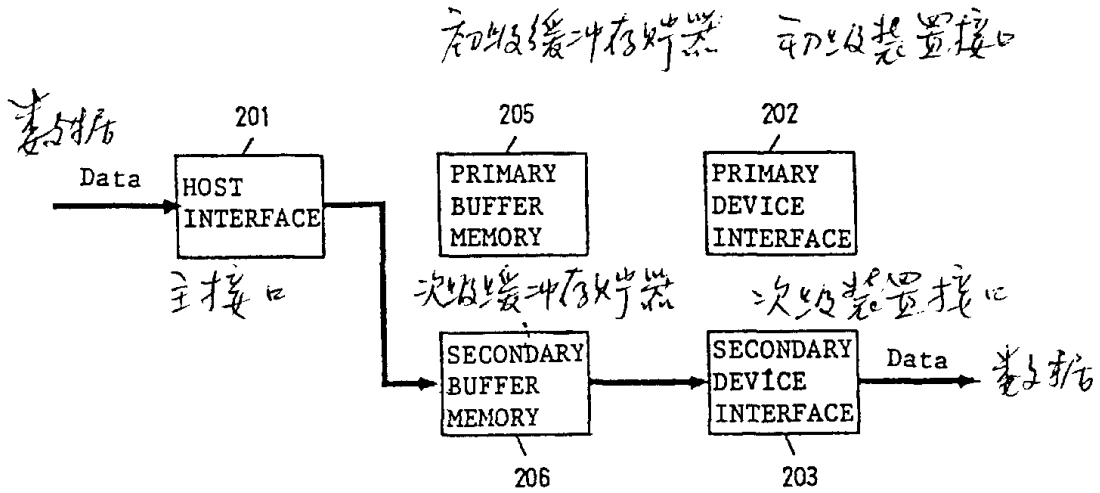 初级缓冲存贮器 初级装置接口
数据
201 205 202
Data
HOST
INTERFACE
PRIMARY
BUFFER
MEMORY
PRIMARY
DEVICE
INTERFACE
主接口
次级缓冲存贮器
次级装置接口
SECONDARY
BUFFER
MEMORY
SECONDARY
DEVICE
INTERFACE
Data
数据
206 203